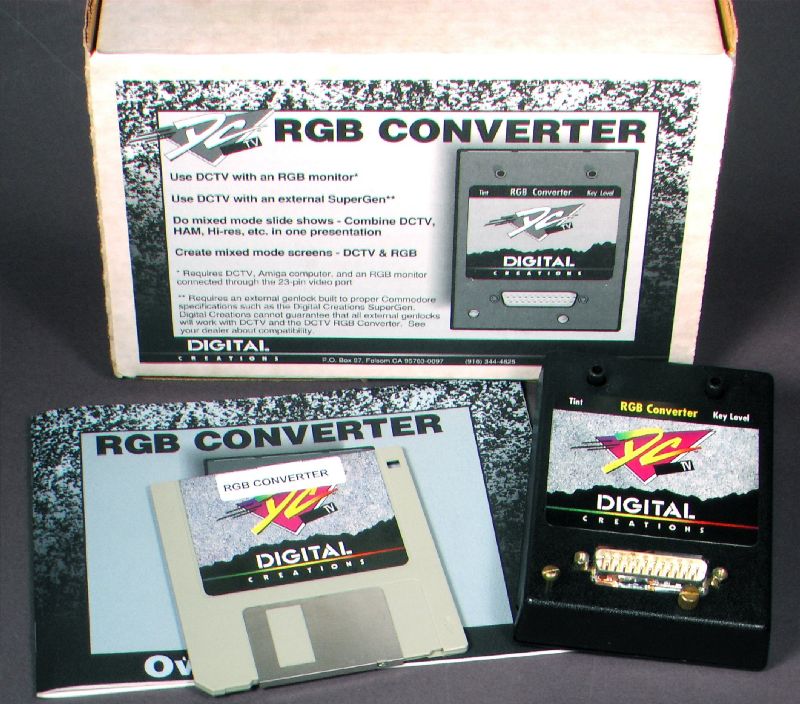 DCTV RGB CONVERTER
Use DCTV with an RGB monitor*
Use DCTV with an external SuperGen**
Do mixed mode slide shows - Combine DCTV,
HAM, Hi-res, etc. in one presentation
Create mixed mode screens - DCTV & RGB
* Requires DCTV, Amiga computer, and an RGB monitor
connected through the 23-pin video port
** Requires an external genlock built to proper Commodore
specifications such as the Digital Creations SuperGen.
Digital Creations cannot guarantee that all external genlocks
will work with DCTV and the DCTV RGB Converter. See
your dealer about compatibility.
Tint RGB Converter Key Level
DCTV
DIGITAL
CREATIONS
DIGITAL
CREATIONS P.O. Box 97, Folsom CA 95763-0097 (916) 344-4825
RGB CONVERTER
Ow
RGB CONVERTER
DCTV
DIGITAL
CREATIONS
Tint RGB Converter Key Level
DCTV
DIGITAL
CREATIONS